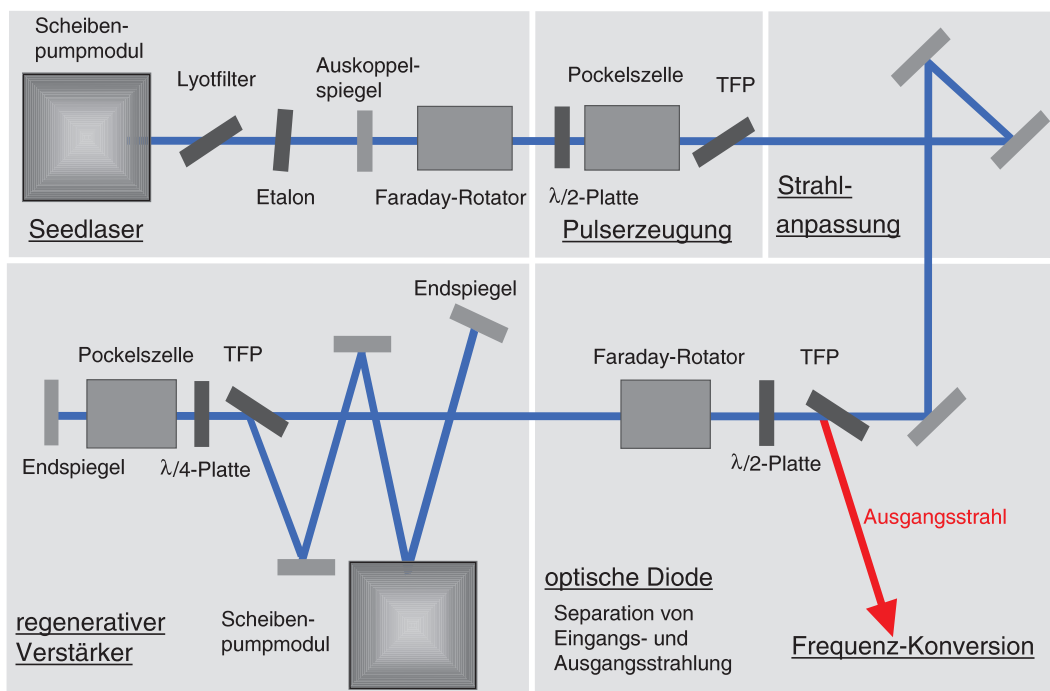 Scheiben-
pumpmodul
Lyotfilter
Etalon
Auskoppel-
spiegel
Faraday-Rotator
Seedlaser
Pockelszelle
TFP
λ/2-Platte
Pulserzeugung
Strahl-
anpassung
Endspiegel
Pockelszelle
TFP
Endspiegel
λ/4-Platte
Scheiben-
pumpmodul
regenerativer
Verstärker
Faraday-Rotator
TFP
λ/2-Platte
Ausgangsstrahl
optische Diode
Separation von
Eingangs- und
Ausgangsstrahlung
Frequenz-Konversion